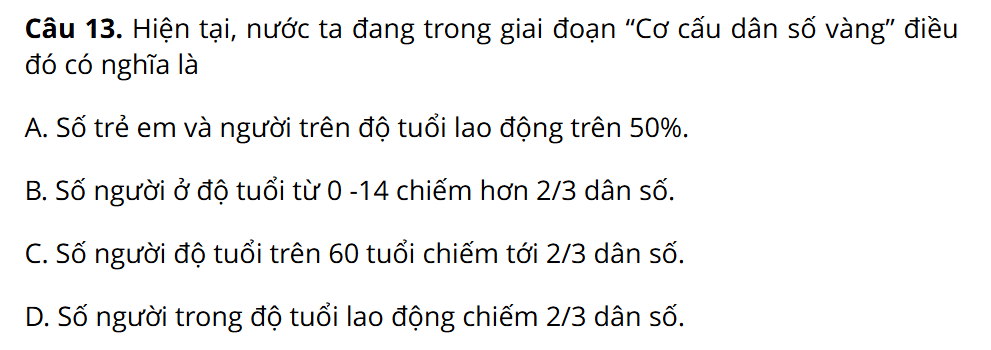 Câu 13. Hiện tại, nước ta đang trong giai đoạn “Cơ cấu dân số vàng” điều
đó có nghĩa là
A. Số trẻ em và người trên độ tuổi lao động trên 50%.
B. Số người ở độ tuổi từ 0 -14 chiếm hơn 2/3 dân số.
C. Số người độ tuổi trên 60 tuổi chiếm tới 2/3 dân số.
D. Số người trong độ tuổi lao động chiếm 2/3 dân số.